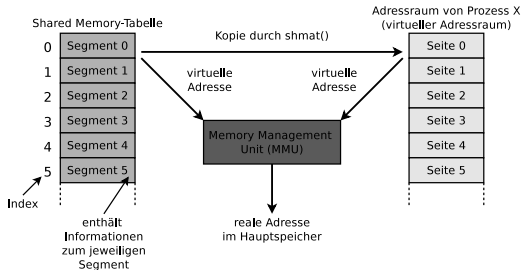 Shared Memory-Tabelle
Adressraum von Prozess X
(virtueller Adressraum)
0
Segment 0
Kopie durch shmat()
Seite 0
1
Segment 1
Seite 1
virtuelle
Adresse
virtuelle
Adresse
2
Segment 2
Seite 2
3
Segment 3
Memory Management
Unit (MMU)
Seite 3
4
Segment 4
Seite 4
5
Segment 5
Seite 5
Index
enthält
Informationen
zum jeweiligen
Segment
reale Adresse
im Hauptspeicher